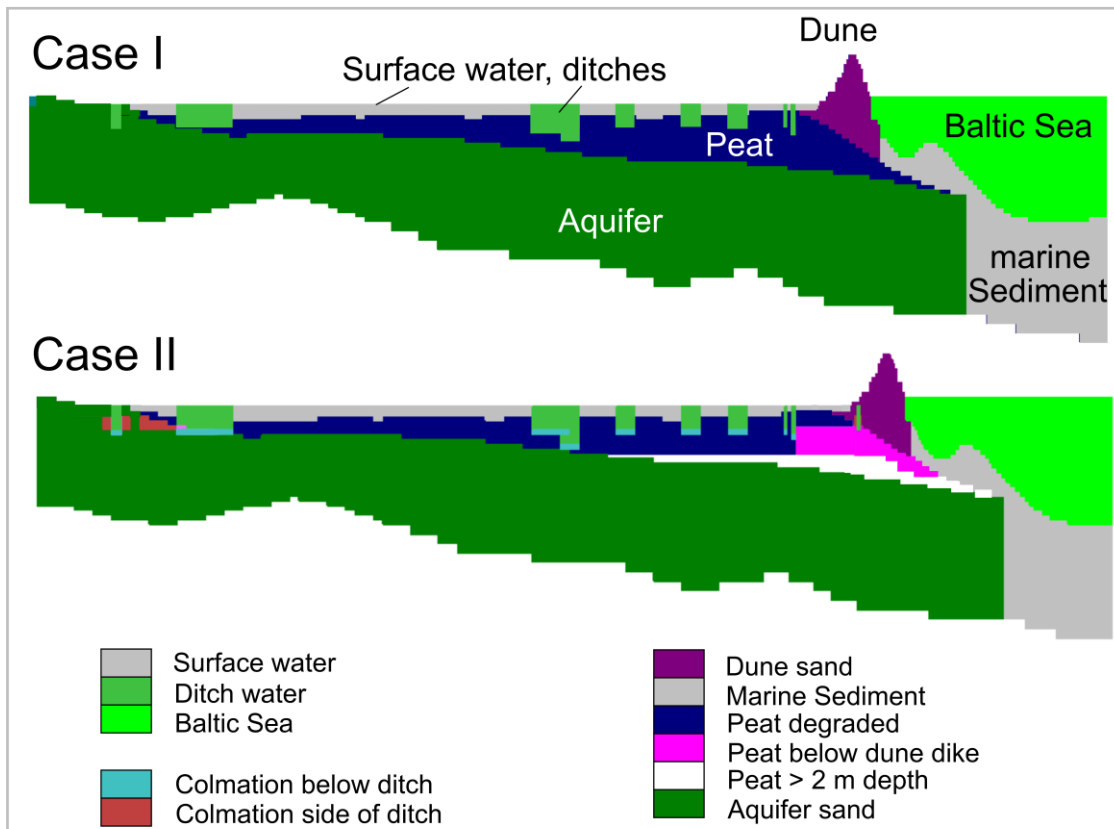 Case I
Dune
Surface water, ditches
Baltic Sea
Peat
Aquifer
marine
Sediment
Case II
Surface water
Ditch water
Baltic Sea
Colmation below ditch
Colmation side of ditch
Dune sand
Marine Sediment
Peat degraded
Peat below dune dike
Peat > 2 m depth
Aquifer sand